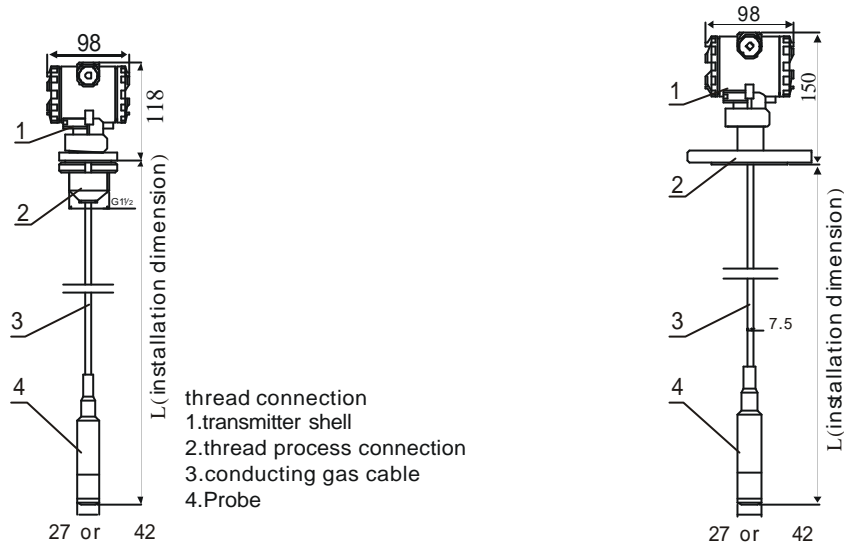 98
118
1
2
G1½
L(installation dimension)
3
4
27 or 42
thread connection
1.transmitter shell
2.thread process connection
3.conducting gas cable
4.Probe
98
150
1
2
L(installation dimension)
3
7.5
4
27 or 42